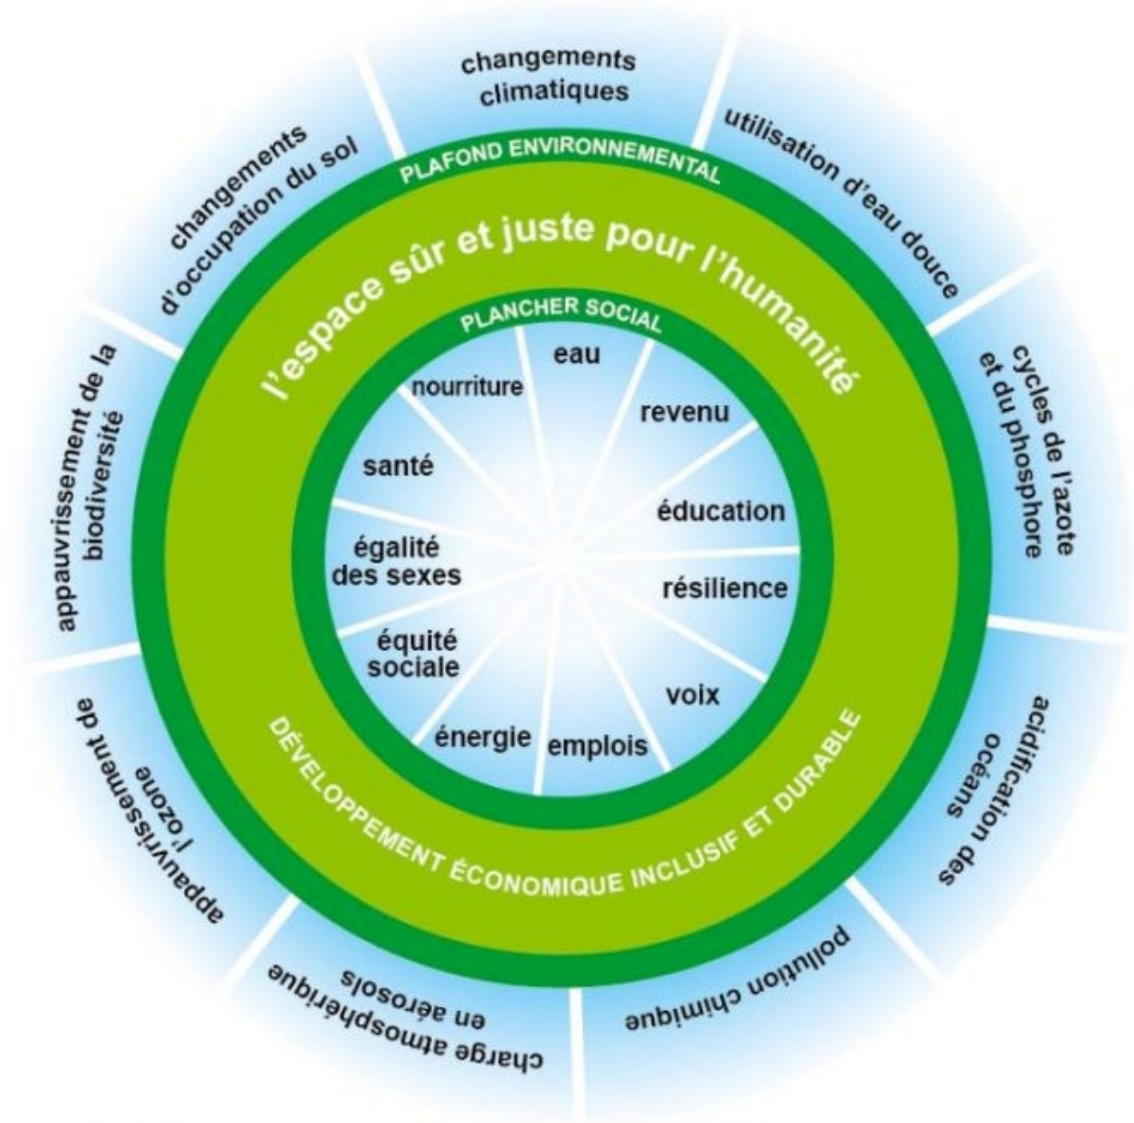 changements
climatiques
utilisation d'eau douce
cycles de l'azote
et du phosphore
acidification des
océans
pollution chimique
charge atmosphérique
en aérosols
appauvrissement de
l'ozone
appauvrissement de la
biodiversité
changements
d'occupation du sol
PLAFOND ENVIRONNEMENTAL
l'espace sûr et juste pour l'humanité
PLANCHER SOCIAL
eau
revenu
éducation
résilience
voix
emplois
énergie
équité
sociale
égalité
des sexes
santé
nourriture
DÉVELOPPEMENT ÉCONOMIQUE INCLUSIF ET DURABLE